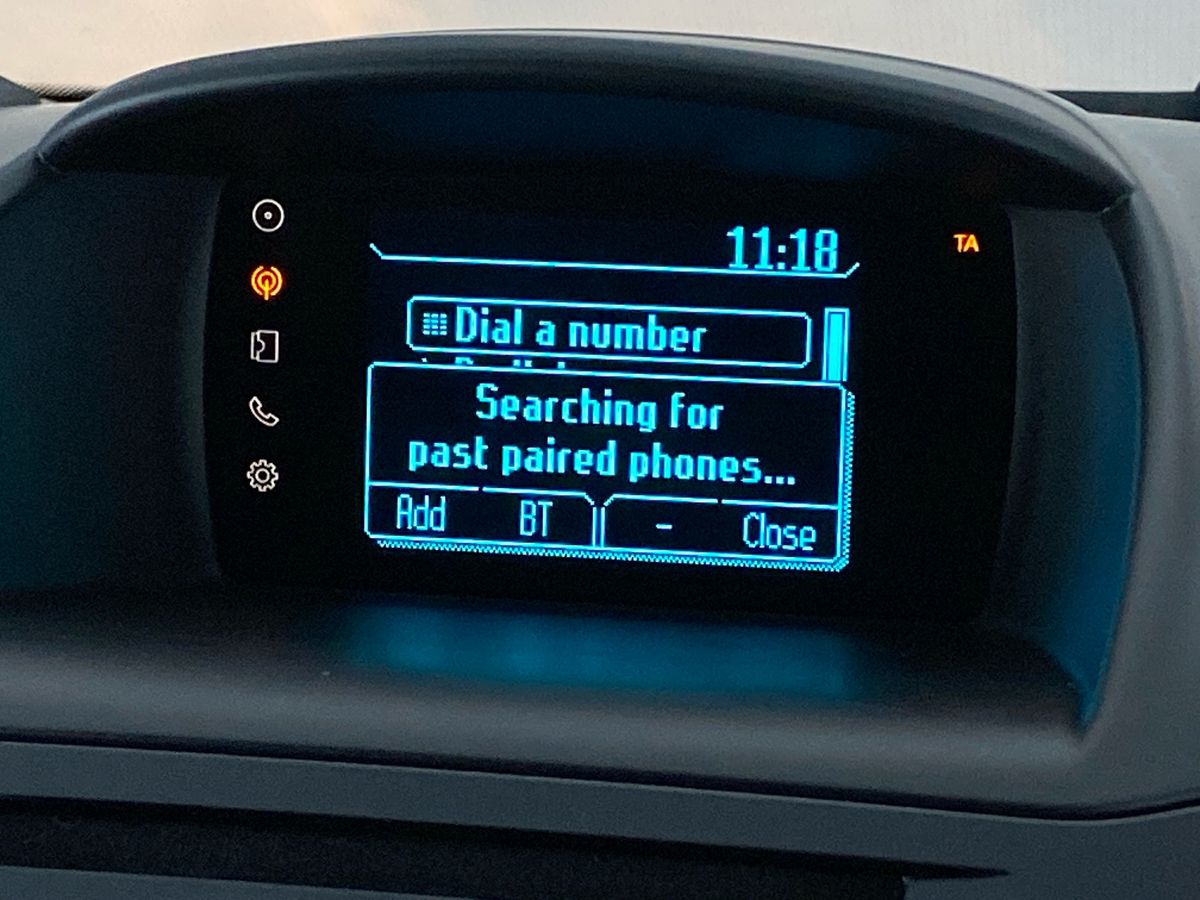 11:18
TA
Dial a number
Searching for
past paired phones...
Add BT - Close